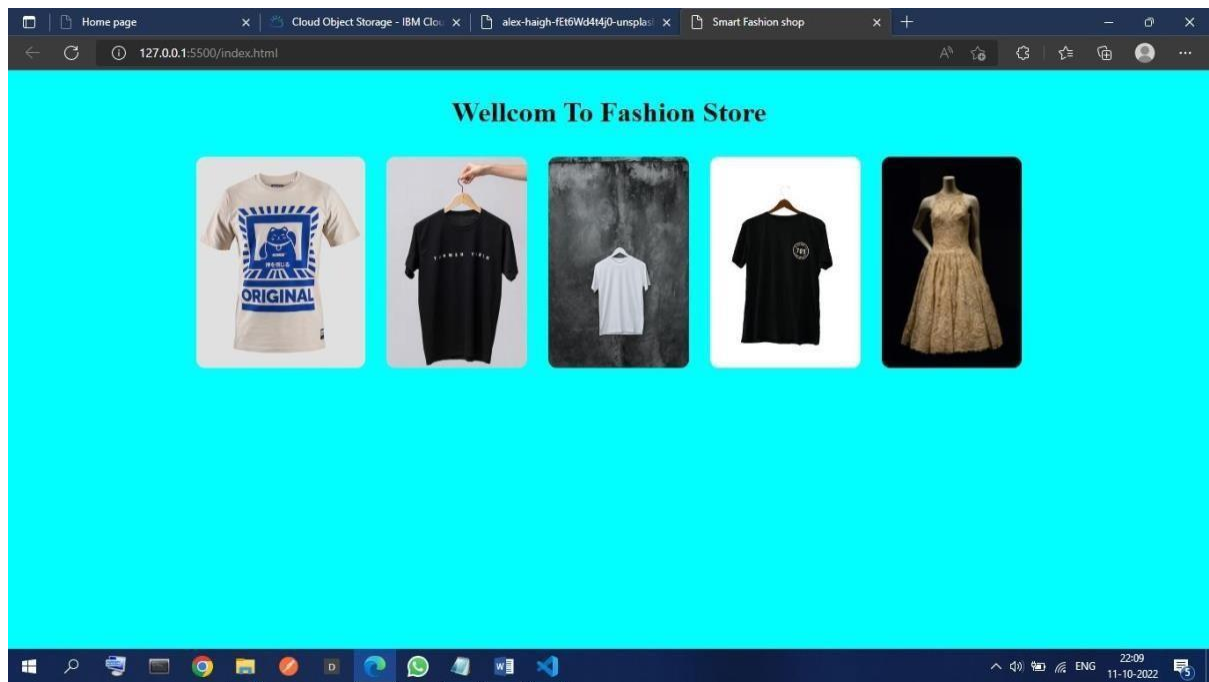 Home page
Cloud Object Storage - IBM Clou
alex-haigh-fEt6Wd4t4j0-unsplas
Smart Fashion shop
127.0.0.1:5500/index.html
Wellcom To Fashion Store
ORIGINAL
ENG
22:09
11-10-2022
5